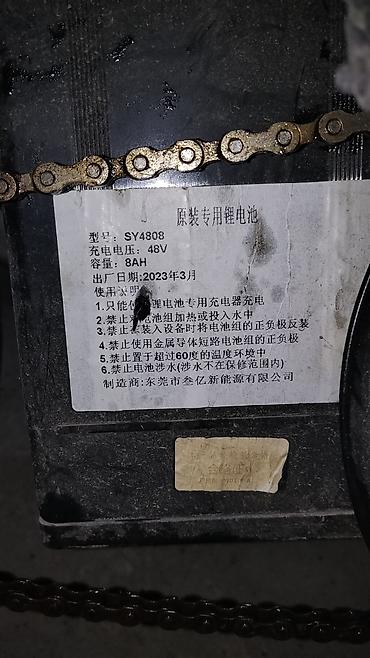 原装专用锂电池
型号：SY4808
充电电压：48V
容量：8AH
出厂日期:2023年3月
使用说明
1.只能使 锂电池专用充电器充电
2.禁止 电池组加热或投入水中
3.禁止 被装入设备时将电池组的正负极反装
4.禁止使用金属导体短路电池组的正负极
5.禁止置于超过60度的温度环境中
6.禁止电池涉水(涉水不在保修范围内)
制造商:东莞市叁亿新能源有限公司